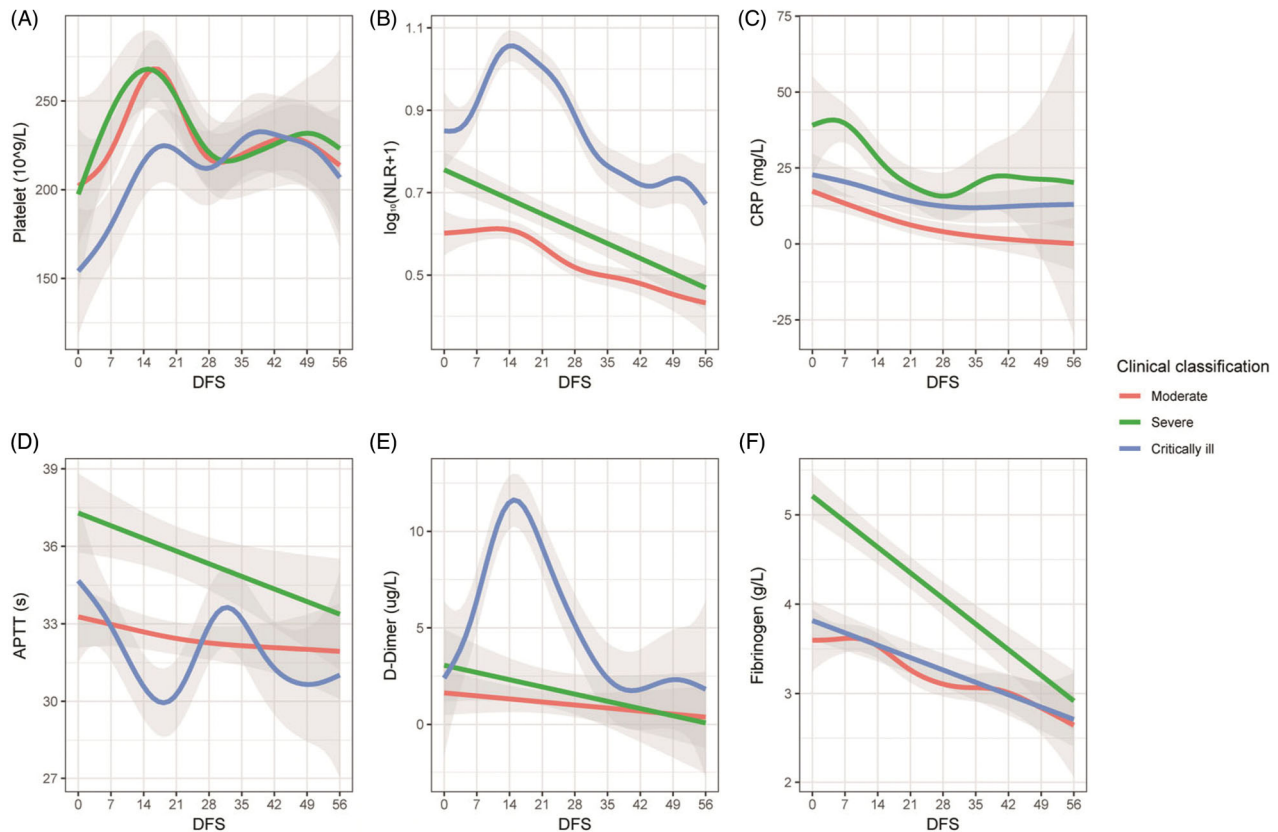 (A)
Platelet (10^9/L)
250
200
150
0 7 14 21 28 35 42 49 56
DFS
(B)
log₁₀(NLR+1)
1.1
0.9
0.7
0.5
0 7 14 21 28 35 42 49 56
DFS
(C)
CRP (mg/L)
75
50
25
0
-25
0 7 14 21 28 35 42 49 56
DFS
Clinical classification
Moderate
Severe
Critically ill
(D)
APTT (s)
39
36
33
30
27
0 7 14 21 28 35 42 49 56
DFS
(E)
D-Dimer (ug/L)
10
5
0
0 7 14 21 28 35 42 49 56
DFS
(F)
Fibrinogen (g/L)
5
4
3
2
0 7 14 21 28 35 42 49 56
DFS